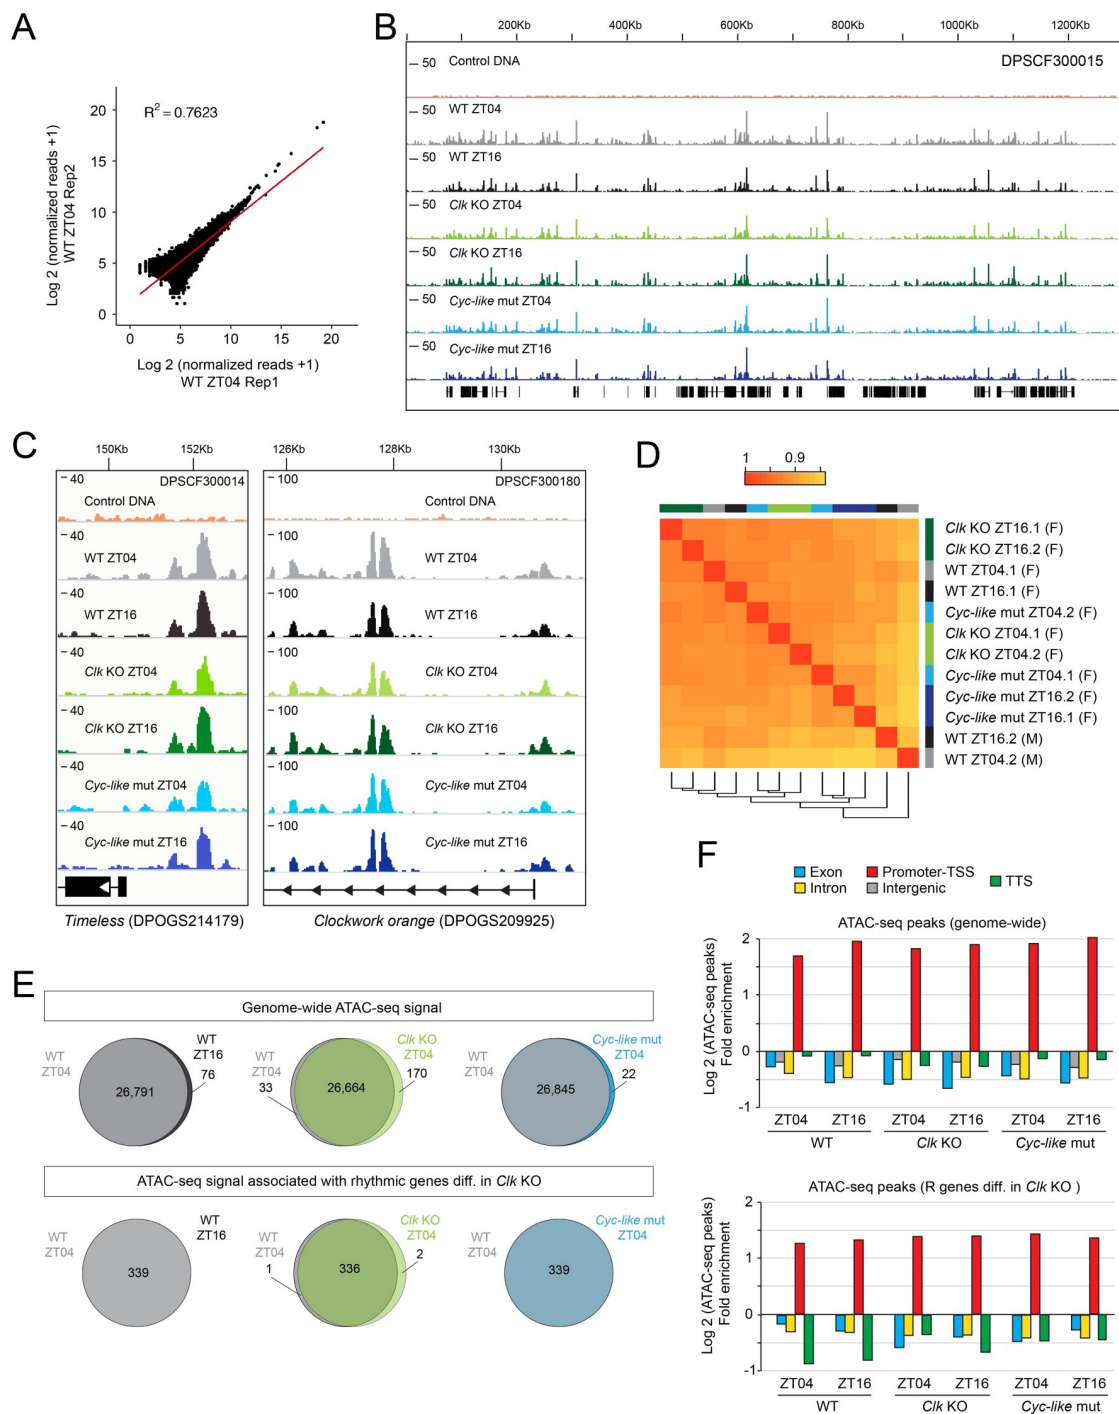 A
R² = 0.7623
20
15
10
5
0
0 5 10 15 20
Log 2 (normalized reads +1)
WT ZT04 Rep2
Log 2 (normalized reads +1)
WT ZT04 Rep1
B
200Kb 400Kb 600Kb 800Kb 1000Kb 1200Kb
DPSCF300015
50 Control DNA
50 WT ZT04
50 WT ZT16
50 Clk KO ZT04
50 Clk KO ZT16
50 Cyc-like mut ZT04
50 Cyc-like mut ZT16
C
150Kb 152Kb
DPSCF300014
40
Control DNA
40
WT ZT04
40
WT ZT16
40
Clk KO ZT04
40
Clk KO ZT16
40
Cyc-like mut ZT04
40
Cyc-like mut ZT16
Timeless (DPOGS214179)
126Kb 128Kb 130Kb
DPSCF300180
100
Control DNA
100
WT ZT04
100
WT ZT16
100
Clk KO ZT04
100
Clk KO ZT16
100
Cyc-like mut ZT04
100
Cyc-like mut ZT16
Clockwork orange (DPOGS209925)
D
1 0.9
Clk KO ZT16.1 (F)
Clk KO ZT16.2 (F)
WT ZT04.1 (F)
WT ZT16.1 (F)
Cyc-like mut ZT04.2 (F)
Clk KO ZT04.1 (F)
Clk KO ZT04.2 (F)
Cyc-like mut ZT04.1 (F)
Cyc-like mut ZT16.2 (F)
Cyc-like mut ZT16.1 (F)
WT ZT16.2 (M)
WT ZT04.2 (M)
E
Genome-wide ATAC-seq signal
WT
ZT04
WT
ZT16
26,791
76
WT
ZT04
33
Clk KO
ZT04
26,664
170
WT
ZT04
Cyc-like mut
ZT04
26,845
22
ATAC-seq signal associated with rhythmic genes diff. in Clk KO
WT
ZT04
WT
ZT16
339
WT
ZT04
1
Clk KO
ZT04
336
2
WT
ZT04
Cyc-like mut
ZT04
339
F
Exon Promoter-TSS TTS
Intron Intergenic
ATAC-seq peaks (genome-wide)
Log 2 (ATAC-seq peaks)
Fold enrichment
2
1
0
-1
ZT04 ZT16 ZT04 ZT16 ZT04 ZT16
WT Clk KO Cyc-like mut
ATAC-seq peaks (R genes diff. in Clk KO )
Log 2 (ATAC-seq peaks)
Fold enrichment
2
1
0
-1
ZT04 ZT16 ZT04 ZT16 ZT04 ZT16
WT Clk KO Cyc-like mut